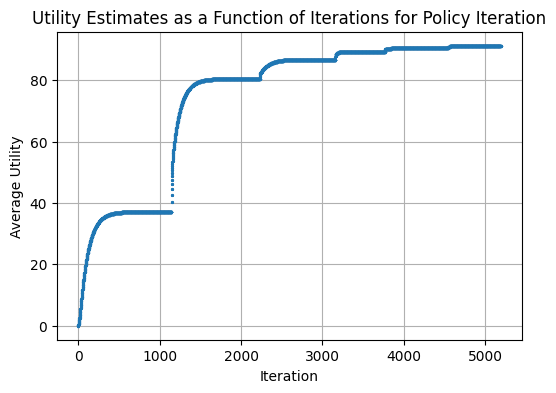 Utility Estimates as a Function of Iterations for Policy Iteration
Average Utility
80
60
40
20
0
0 1000 2000 3000 4000 5000
Iteration